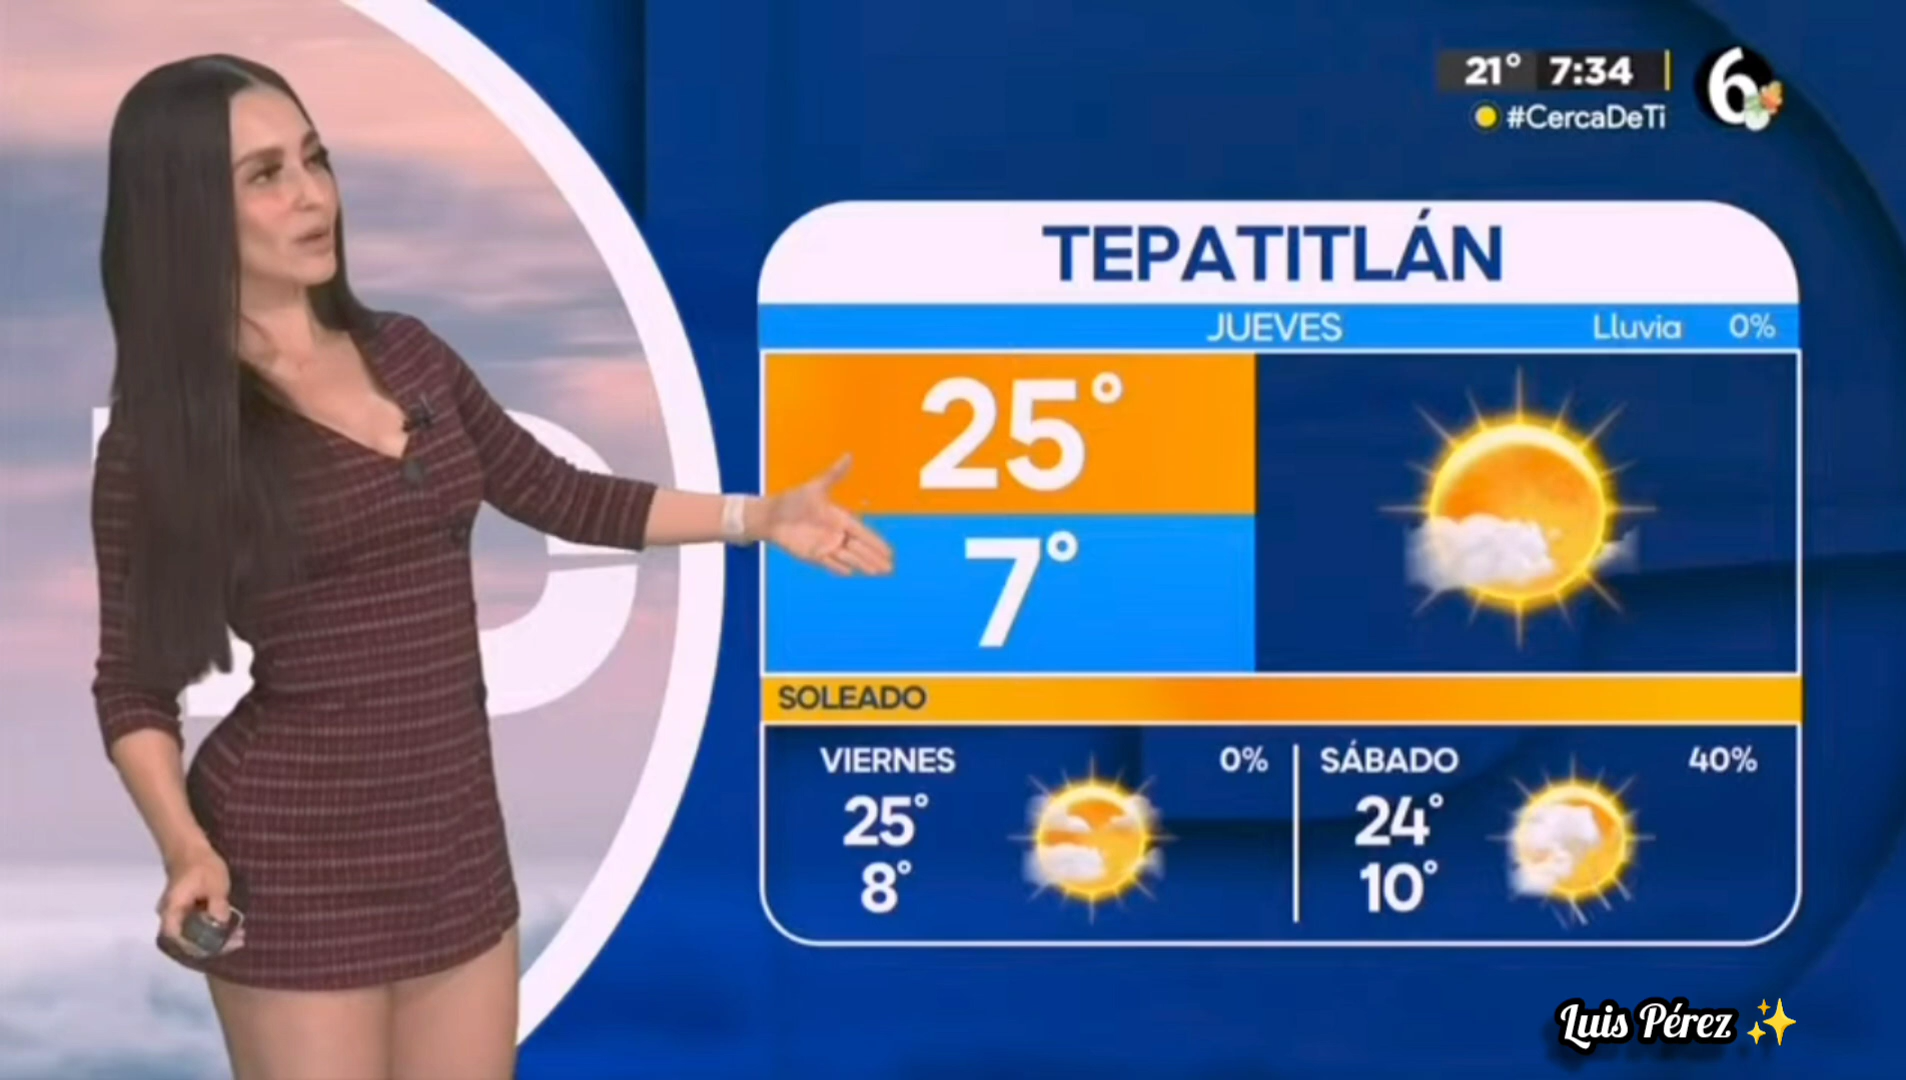 21° 7:34
#CercaDeTi
6
TEPATITLÁN
JUEVES Lluvia 0%
25°
7°
SOLEADO
VIERNES 0%
25°
8°
SÁBADO 40%
24°
10°
Luis Pérez